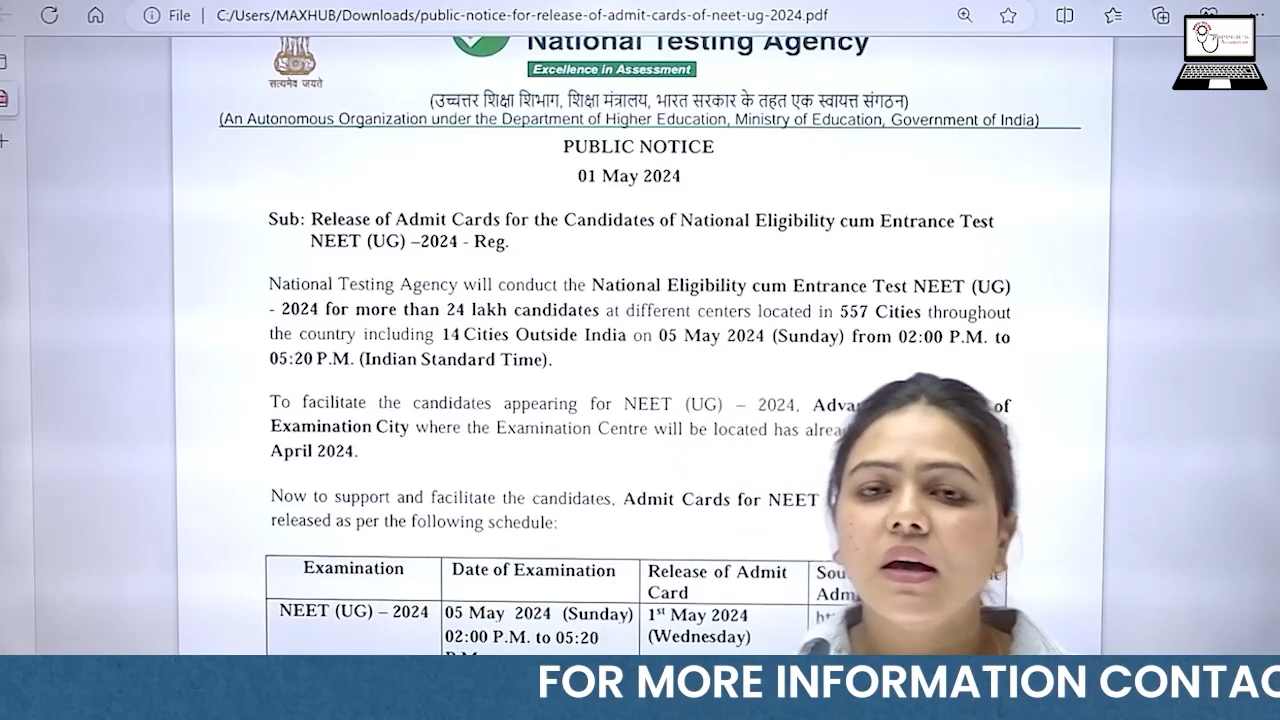 File
C:/Users/MAXHUB/Downloads/public-notice-for-release-of-admit-cards-of-neet-ug-2024.pdf
National Testing Agency
Excellence in Assessment
सत्यमेव जयते
(उच्चतर शिक्षा विभाग, शिक्षा मंत्रालय, भारत सरकार के तहत एक स्वायत्त संगठन)
(An Autonomous Organization under the Department of Higher Education, Ministry of Education, Government of India)
PUBLIC NOTICE
01 May 2024
Sub: Release of Admit Cards for the Candidates of National Eligibility cum Entrance Test
NEET (UG) –2024 - Reg.
National Testing Agency will conduct the National Eligibility cum Entrance Test NEET (UG)
- 2024 for more than 24 lakh candidates at different centers located in 557 Cities throughout
the country including 14 Cities Outside India on 05 May 2024 (Sunday) from 02:00 P.M. to
05:20 P.M. (Indian Standard Time).
To facilitate the candidates appearing for NEET (UG) – 2024, of
Examination City where the Examination Centre will be located has
April 2024.
Now to support and facilitate the candidates, Admit Cards for NEET
released as per the following schedule:
Examination Date of Examination Release of Admit
Card
NEET (UG) – 2024 05 May 2024 (Sunday) 1st May 2024
02:00 P.M. to 05:20 (Wednesday)
FOR MORE INFORMATION